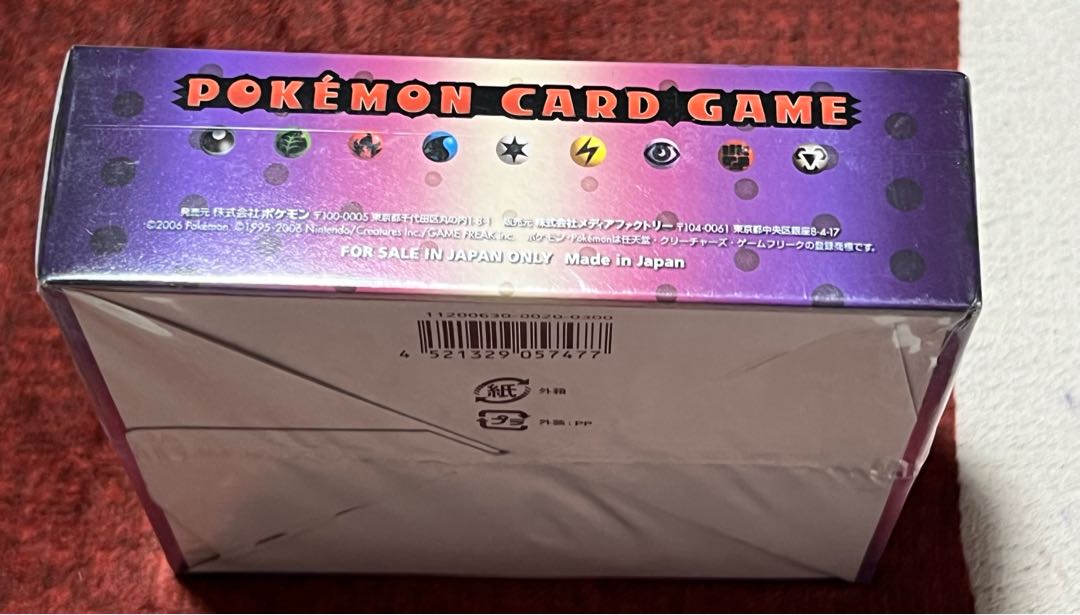 POKÉMON CARD GAME
発売元 株式会社ポケモン 〒100-0005 東京都千代田区丸の内1-8-1 販売元 株式会社メディアファクトリー 〒104-0061 東京都中央区銀座8-4-17
©2006 Pokémon. ©1995-2006 Nintendo/Creatures Inc./GAME FREAK inc. ポケモン・Pokémonは任天堂・クリーチャーズ・ゲームフリークの登録商標です。
FOR SALE IN JAPAN ONLY Made in Japan
11200630-0020-0300
4 521329 057477
紙 外箱
プラ 外装:PP